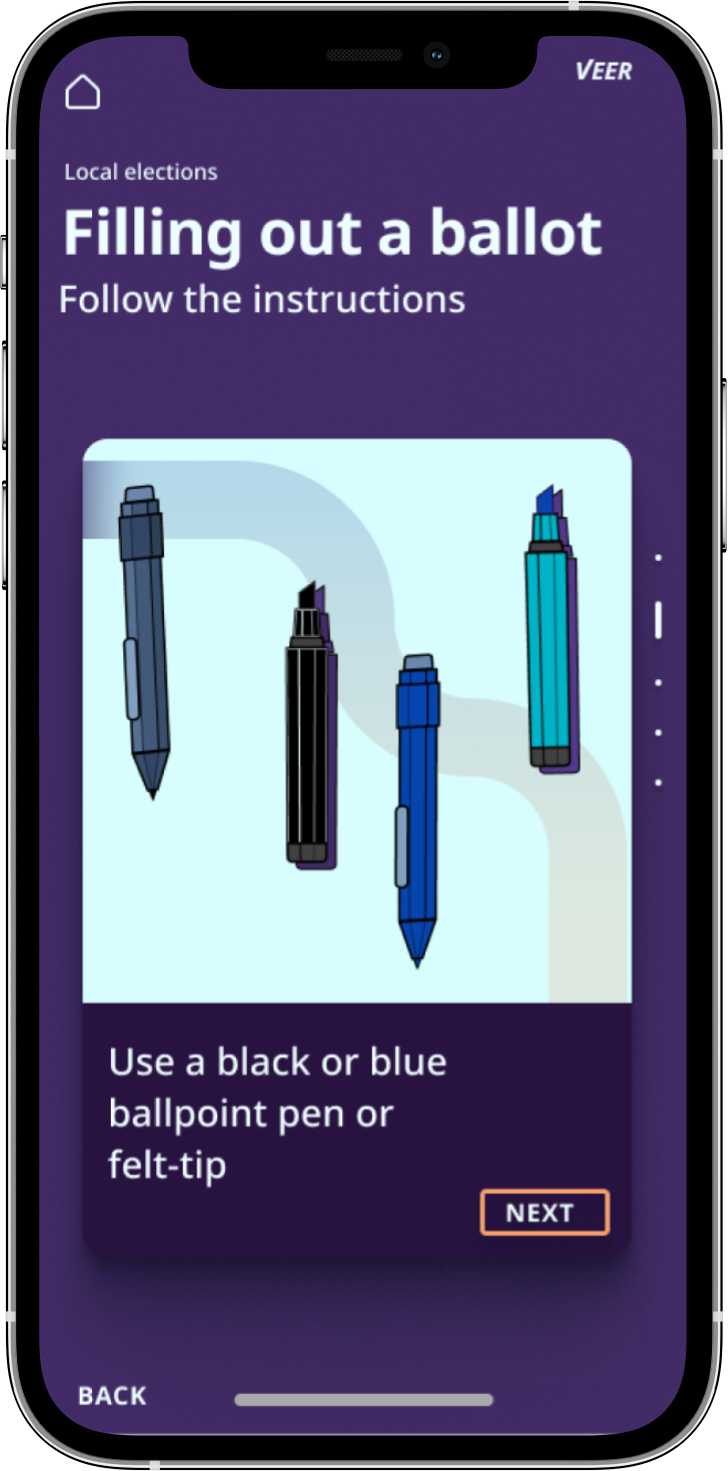 VEER
Local elections
Filling out a ballot
Follow the instructions
Use a black or blue
ballpoint pen or
felt-tip
NEXT
BACK